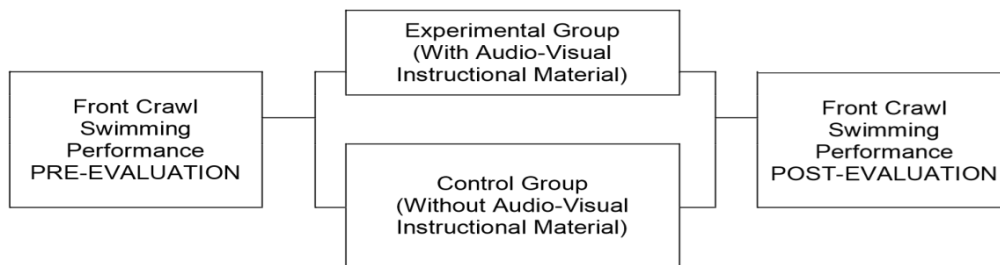 Front Crawl
Swimming
Performance
PRE-EVALUATION
Experimental Group
(With Audio-Visual
Instructional Material)
Control Group
(Without Audio-Visual
Instructional Material)
Front Crawl
Swimming
Performance
POST-EVALUATION